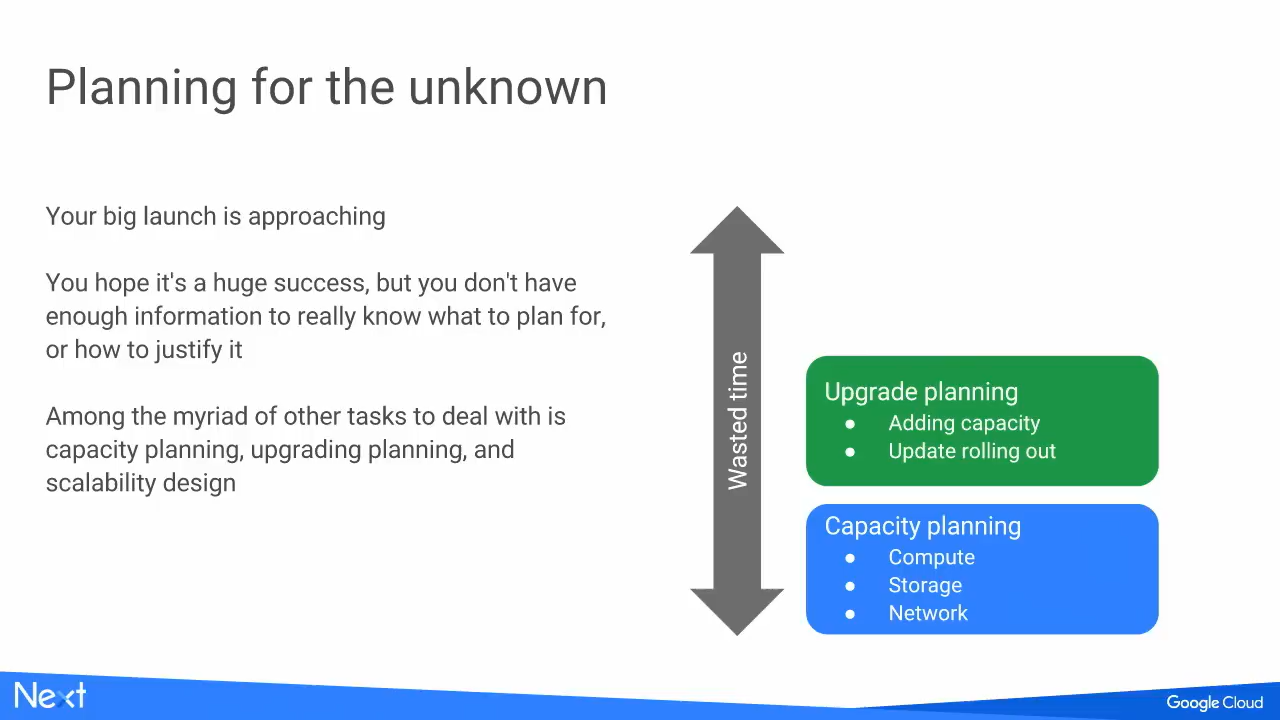 Planning for the unknown
Your big launch is approaching
You hope it's a huge success, but you don't have
enough information to really know what to plan for,
or how to justify it
Among the myriad of other tasks to deal with is
capacity planning, upgrading planning, and
scalability design
Wasted time
Upgrade planning
● Adding capacity
● Update rolling out
Capacity planning
● Compute
● Storage
● Network
Next
Google Cloud